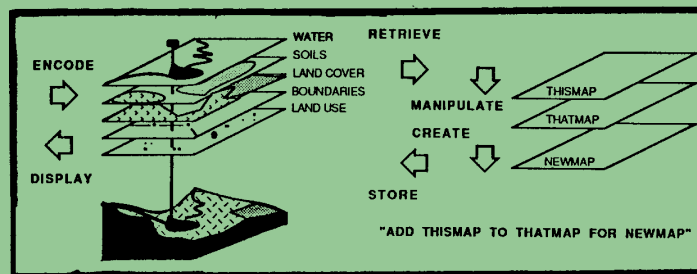 ENCODE
DISPLAY
WATER
SOILS
LAND COVER
BOUNDARIES
LAND USE
RETRIEVE
MANIPULATE
CREATE
STORE
THISMAP
THATMAP
NEWMAP
"ADD THISMAP TO THATMAP FOR NEWMAP"